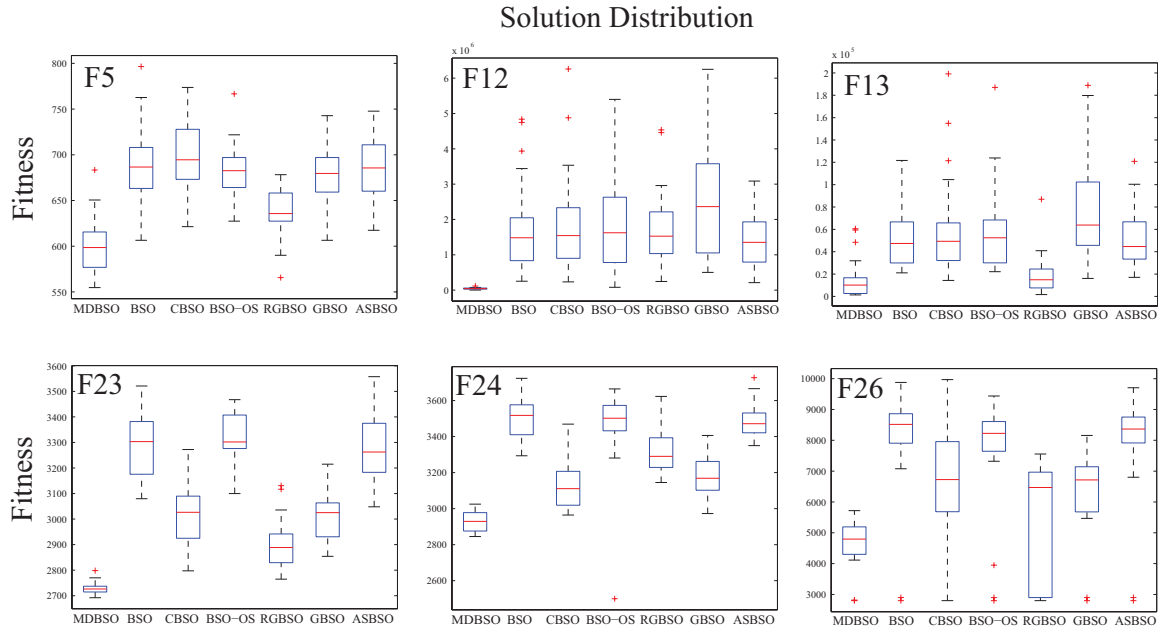 Solution Distribution
Fitness
F5
800
750
700
650
600
550
MDBSO BSO CBSO BSO−OS RGBSO GBSO ASBSO
F12
x 10^6
6
5
4
3
2
1
0
MDBSO BSO CBSO BSO−OS RGBSO GBSO ASBSO
F13
x 10^5
2
1.8
1.6
1.4
1.2
1
0.8
0.6
0.4
0.2
0
MDBSO BSO CBSO BSO−OS RGBSO GBSO ASBSO
Fitness
F23
3600
3500
3400
3300
3200
3100
3000
2900
2800
2700
MDBSO BSO CBSO BSO−OS RGBSO GBSO ASBSO
F24
3600
3400
3200
3000
2800
2600
MDBSO BSO CBSO BSO−OS RGBSO GBSO ASBSO
F26
10000
9000
8000
7000
6000
5000
4000
3000
MDBSO BSO CBSO BSO−OS RGBSO GBSO ASBSO